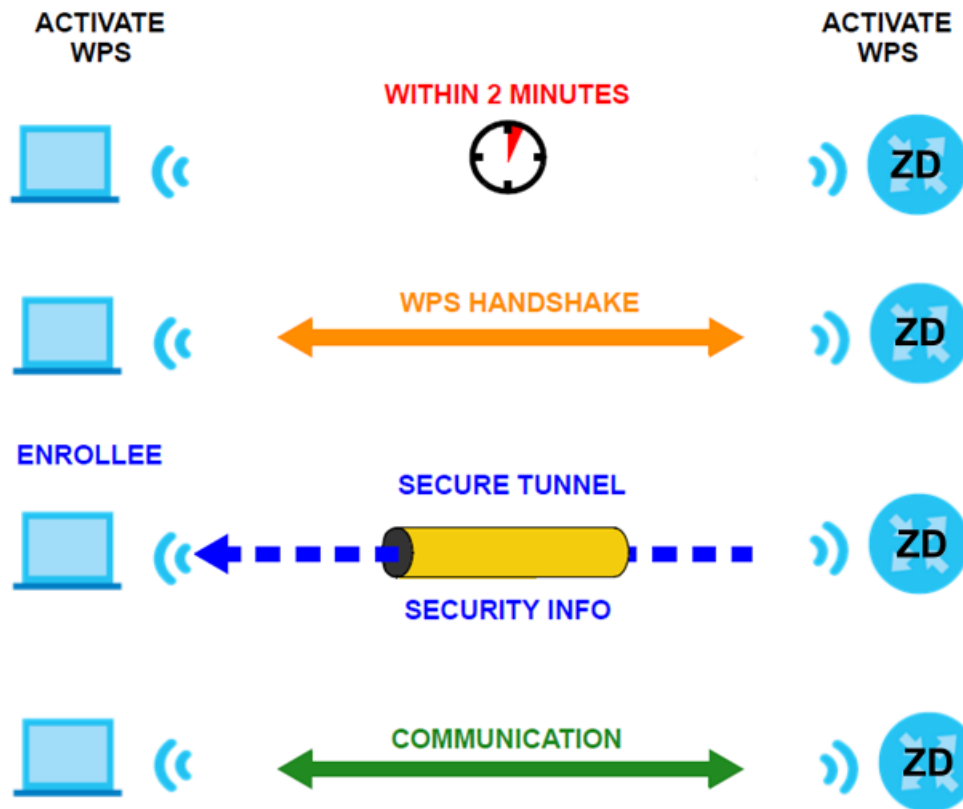 ACTIVATE
WPS
ACTIVATE
WPS
WITHIN 2 MINUTES
ZD
WPS HANDSHAKE
ZD
ENROLLEE
SECURE TUNNEL
ZD
SECURITY INFO
COMMUNICATION
ZD